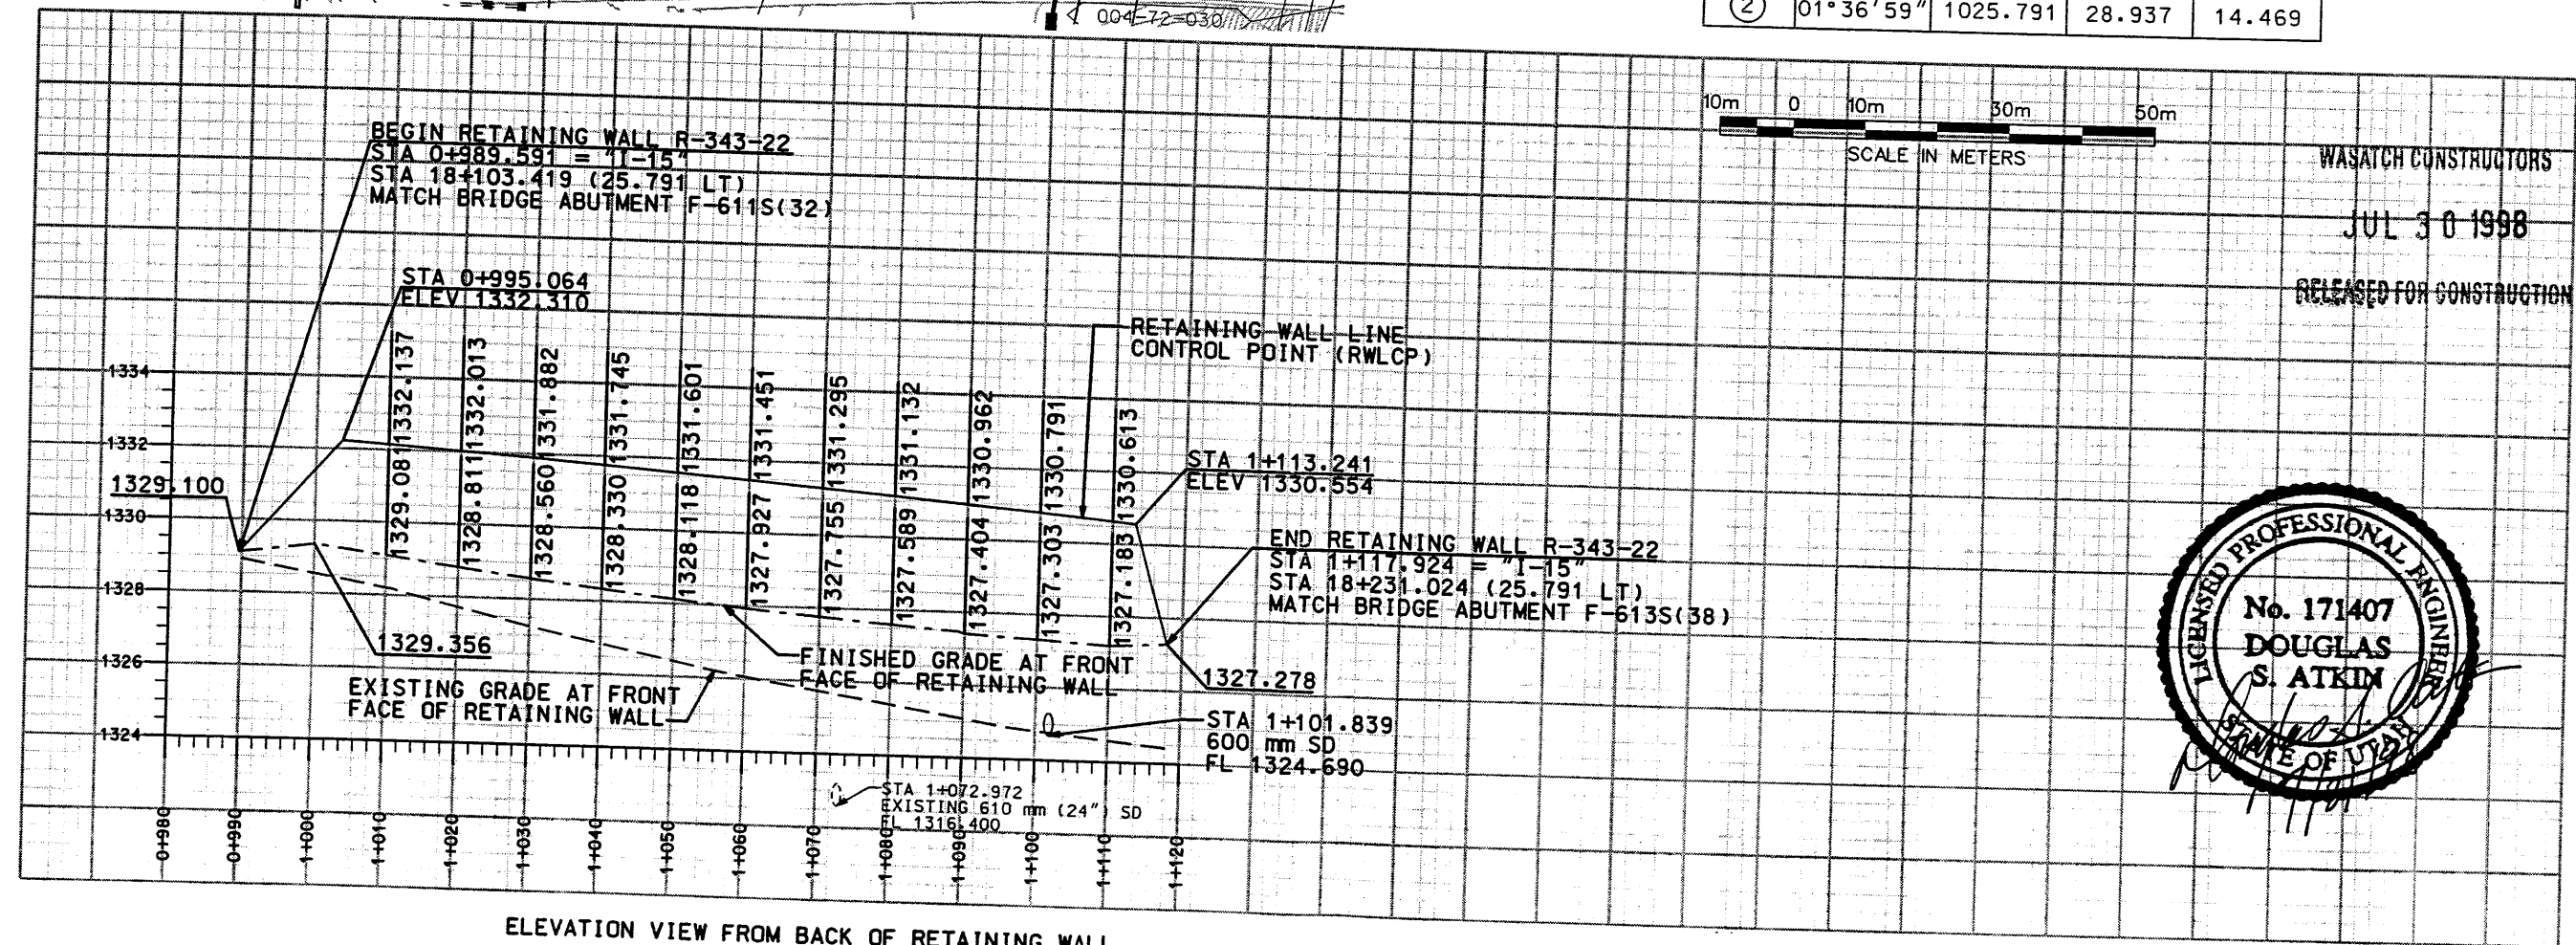 004-72-030
2 01°36'59" 1025.791 28.937 14.469
10m 0 10m 30m 50m
SCALE IN METERS
WASATCH CONSTRUCTORS
JUL 30 1998
RELEASED FOR CONSTRUCTION
BEGIN RETAINING WALL R-343-22
STA 0+989.591 = "I-15"
STA 18+103.419 (25.791 LT)
MATCH BRIDGE ABUTMENT F-611S(32)
STA 0+995.064
ELEV 1332.310
RETAINING WALL LINE
CONTROL POINT (RWLCP)
1334
1332
1330
1328
1326
1324
1329.100
1329.081 1332.137
1328.811 1332.013
1328.560 1331.882
1328.330 1331.745
1328.118 1331.601
1327.927 1331.451
1327.755 1331.295
1327.589 1331.132
1327.404 1330.962
1327.303 1330.791
1327.183 1330.613
STA 1+113.241
ELEV 1330.554
END RETAINING WALL R-343-22
STA 1+117.924 = "I-15"
STA 18+231.024 (25.791 LT)
MATCH BRIDGE ABUTMENT F-613S(38)
1329.356
FINISHED GRADE AT FRONT
FACE OF RETAINING WALL
1327.278
EXISTING GRADE AT FRONT
FACE OF RETAINING WALL
STA 1+101.839
600 mm SD
FL 1324.690
STA 1+072.972
EXISTING 610 mm (24") SD
FL 1316.400
0+980
0+990
1+000
1+010
1+020
1+030
1+040
1+050
1+060
1+070
1+080
1+090
1+100
1+110
1+120
LICENSED PROFESSIONAL ENGINEER
No. 171407
DOUGLAS
S. ATKIN
STATE OF UTAH
ELEVATION VIEW FROM BACK OF RETAINING WALL